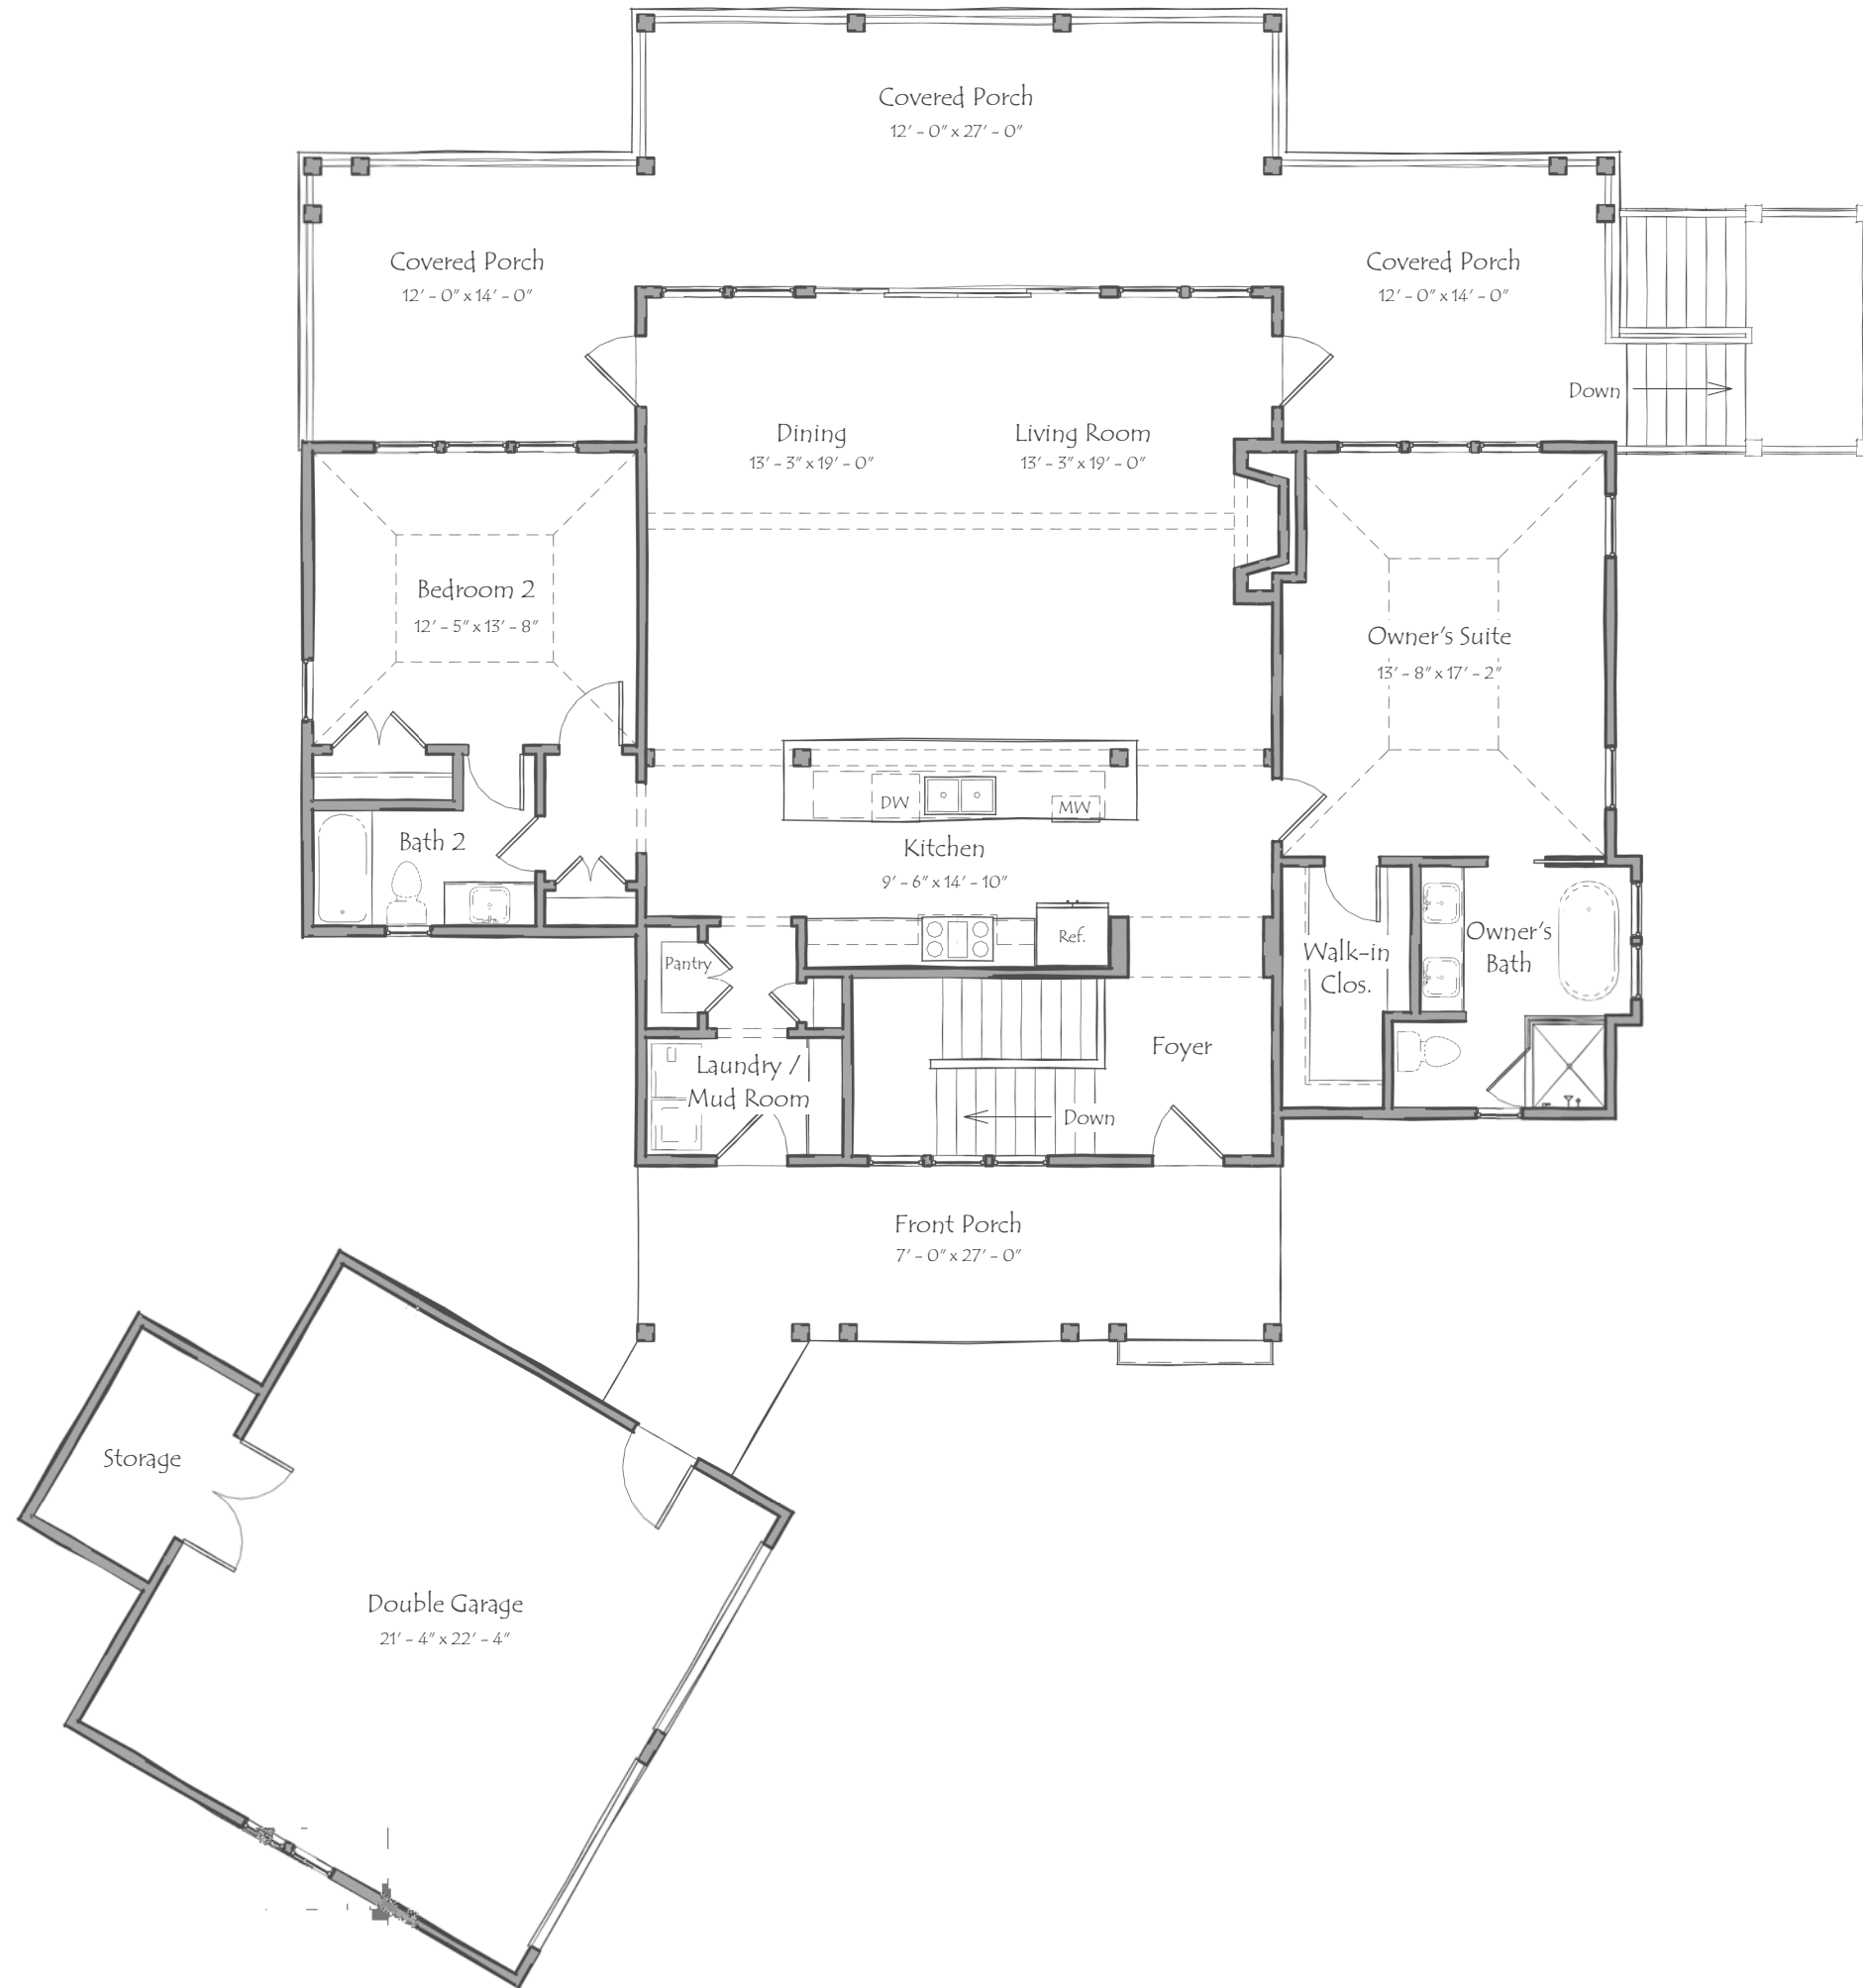 Covered Porch
12' - 0" x 27' - 0"
Covered Porch
12' - 0" x 14' - 0"
Covered Porch
12' - 0" x 14' - 0"
Down
Dining
13' - 3" x 19' - 0"
Living Room
13' - 3" x 19' - 0"
Bedroom 2
12' - 5" x 13' - 8"
Owner's Suite
13' - 8" x 17' - 2"
DW
MW
Bath 2
Kitchen
9' - 6" x 14' - 10"
Ref.
Pantry
Walk-in
Clos.
Owner's
Bath
Laundry /
Mud Room
Foyer
Down
Front Porch
7' - 0" x 27' - 0"
Storage
Double Garage
21' - 4" x 22' - 4"